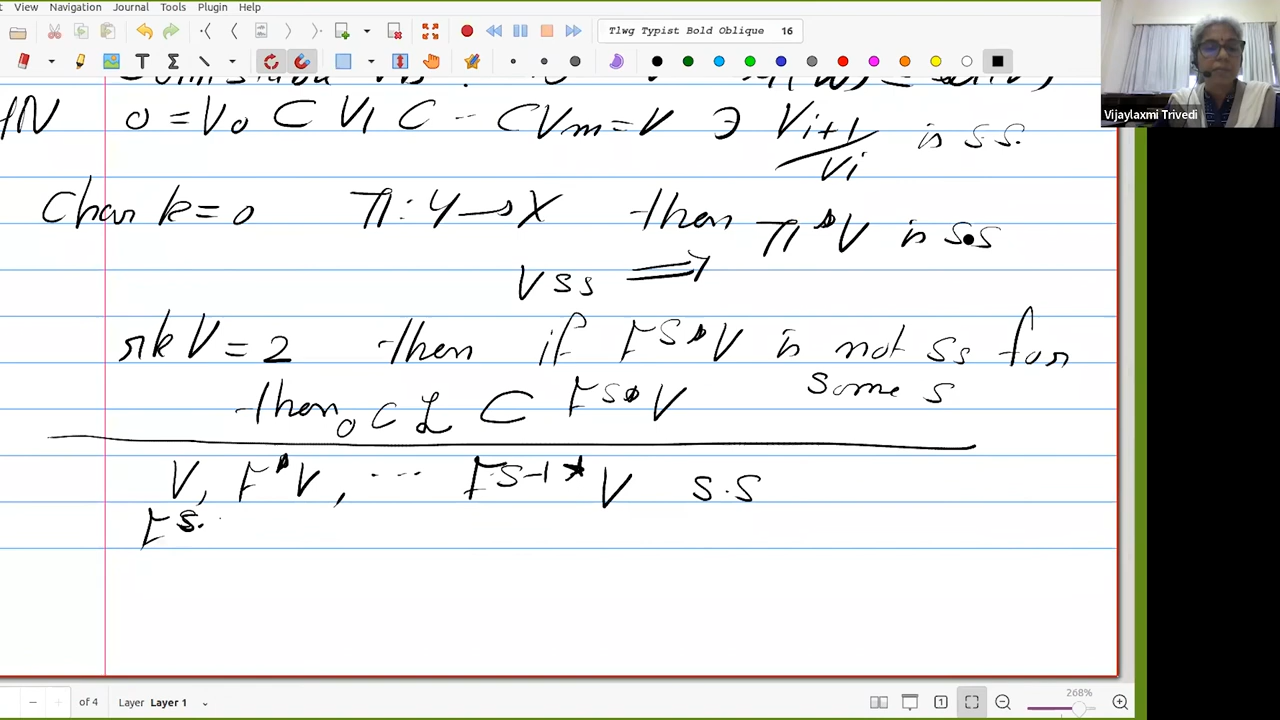 View Navigation Journal Tools Plugin Help
Tlwg Typist Bold Oblique 16
Vijaylaxmi Trivedi
HN 0 = V0 ⊂ V1 ⊂ -- ⊂ Vm = V ∋ Vi+1/Vi is s.s.
Char k = 0 π: Y → X then π*V is s.s
V ss ⟹
rk V = 2 then if F^s*V is not ss for some s
then 0 ⊂ L ⊂ F^s*V
V, F*V, ... F^s-1*V s.s
F^s.
of 4 Layer Layer 1 268%